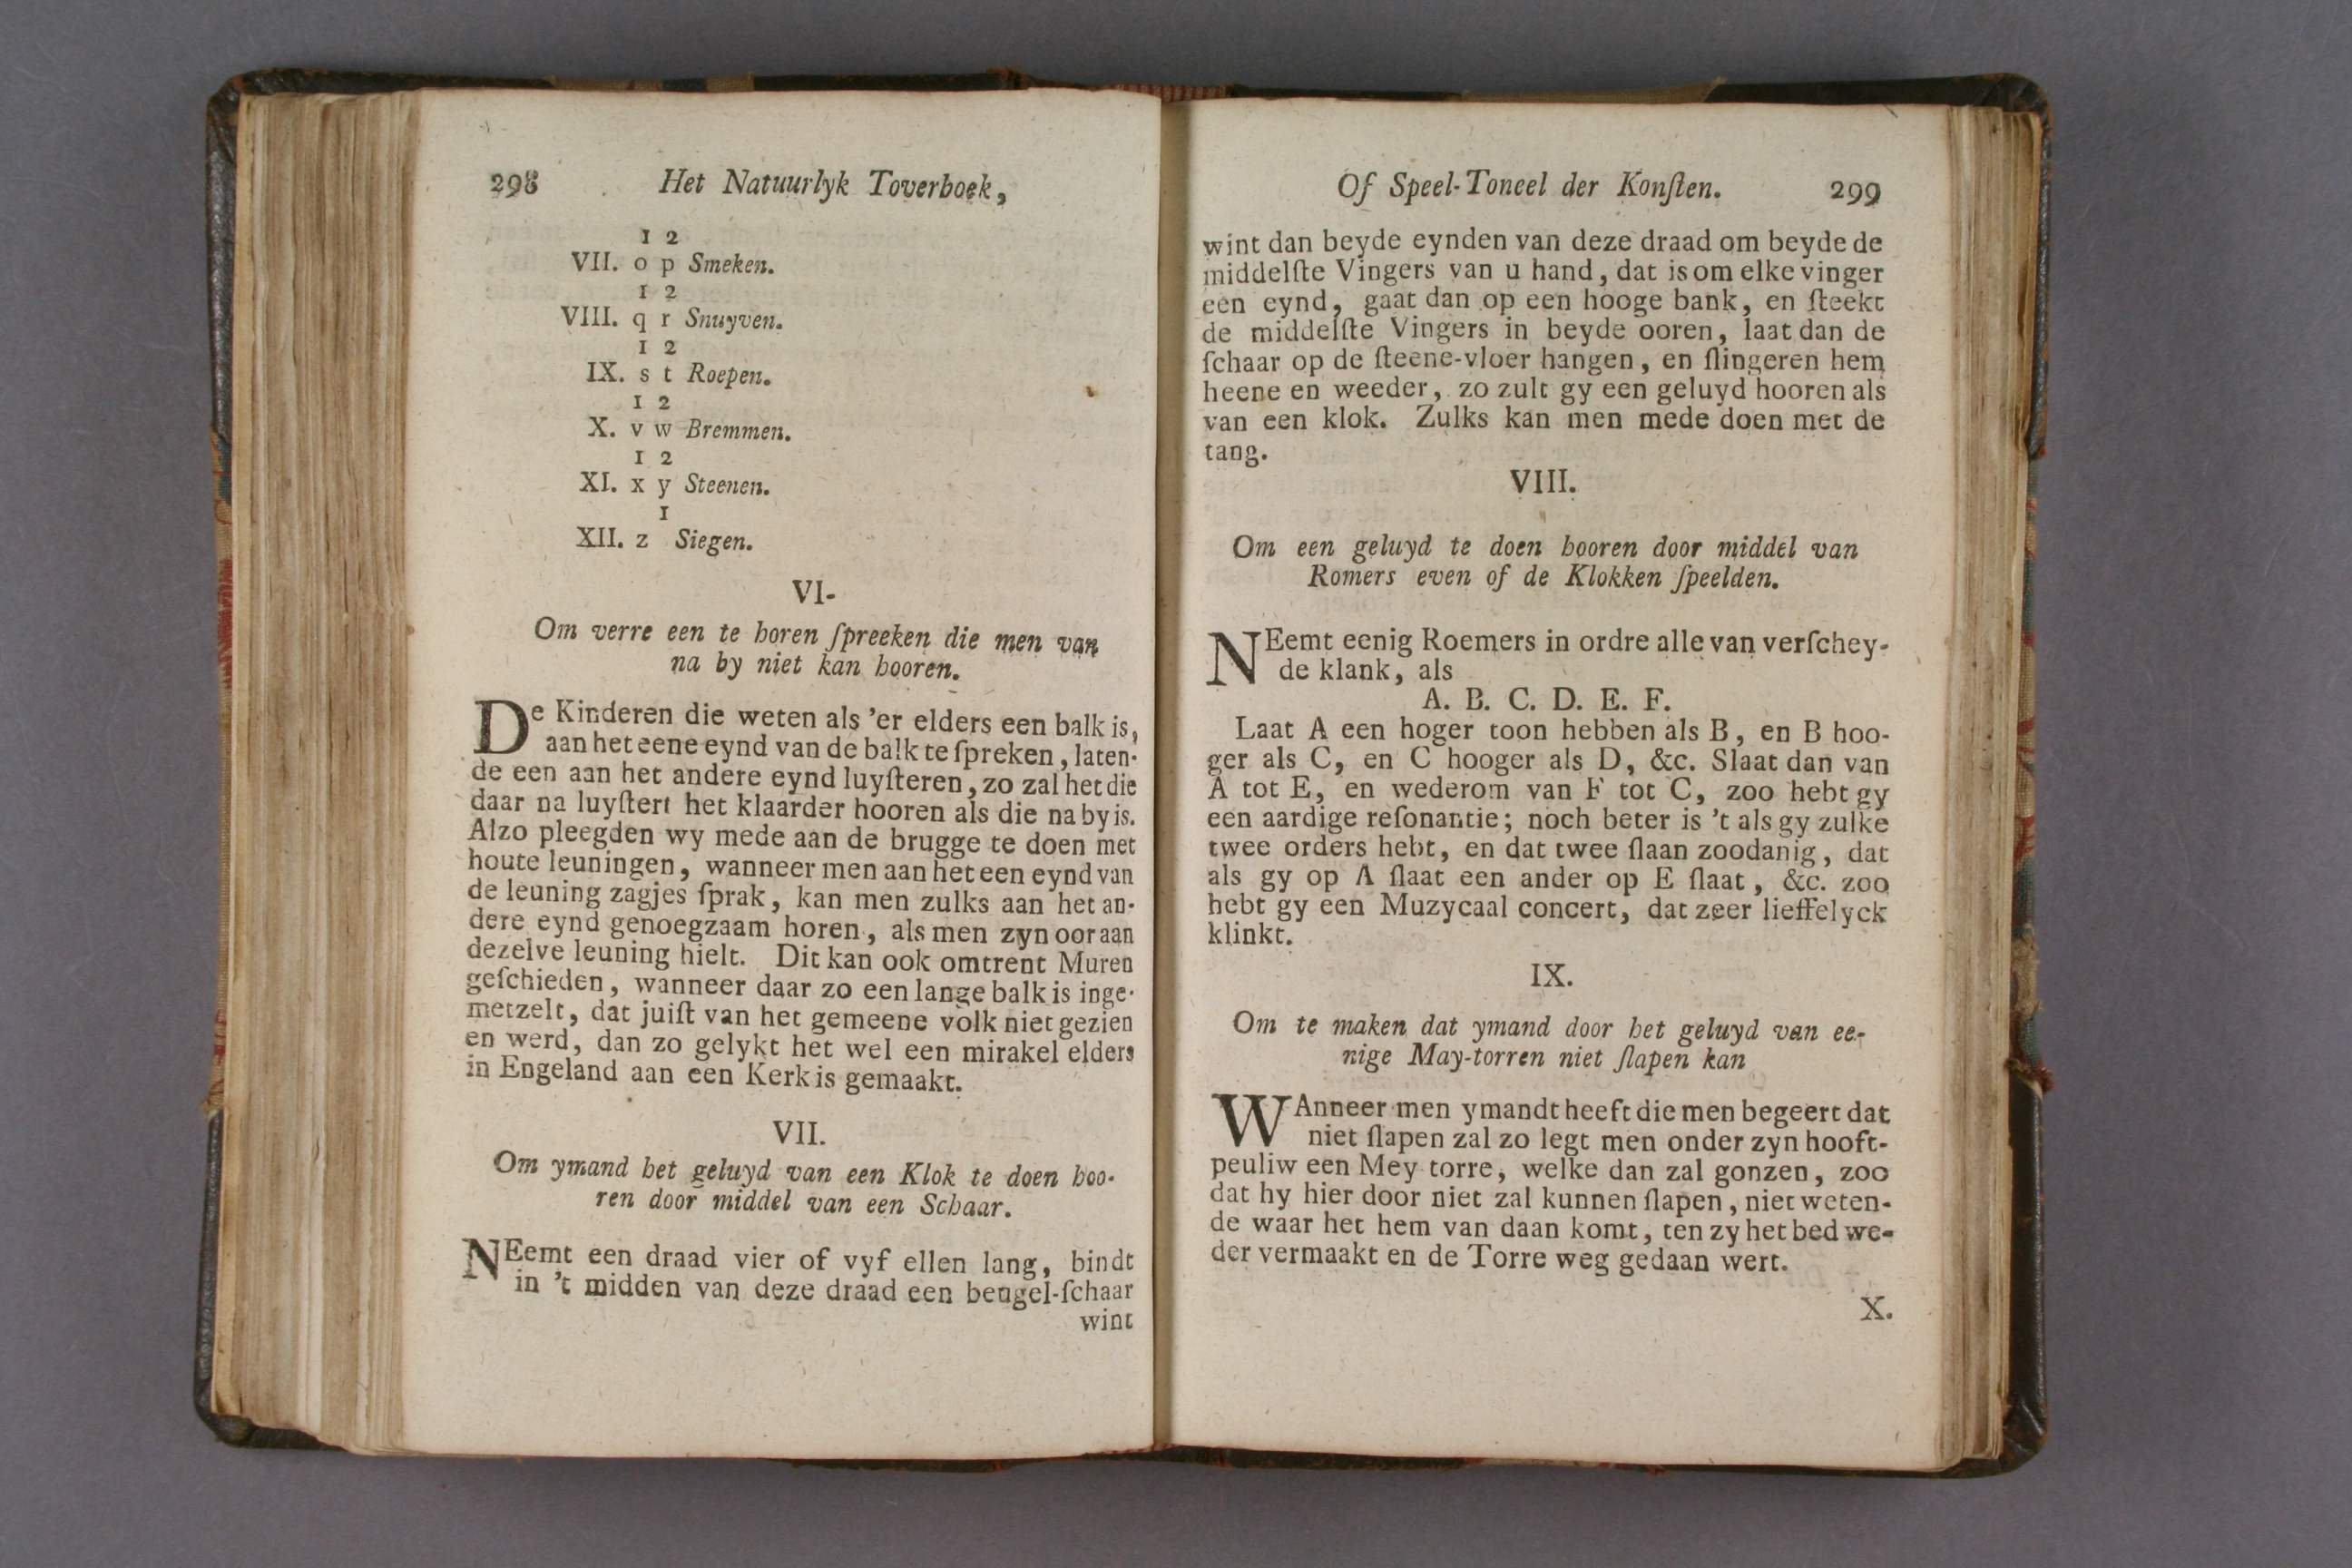 298 Het Natuurlyk Toverboek,
1 2
VII. o p Smeken.
1 2
VIII. q r Snuyven.
1 2
IX. s t Roepen.
1 2
X. v w Bremmen.
1 2
XI. x y Steenen.
1
XII. z Siegen.
VI-
Om verre een te horen ſpreeken die men van
na by niet kan hooren.
De Kinderen die weten als 'er elders een balk is,
aan het eene eynd van de balk te ſpreken, laten-
de een aan het andere eynd luyſteren, zo zal het die
daar na luyſtert het klaarder hooren als die na by is.
Alzo pleegden wy mede aan de brugge te doen met
houte leuningen, wanneer men aan het een eynd van
de leuning zagjes ſprak, kan men zulks aan het an-
dere eynd genoegzaam horen, als men zyn oor aan
dezelve leuning hielt. Dit kan ook omtrent Muren
geſchieden, wanneer daar zo een lange balk is inge-
metzelt, dat juiſt van het gemeene volk niet gezien
en werd, dan zo gelykt het wel een mirakel elders
in Engeland aan een Kerk is gemaakt.
VII.
Om ymand het geluyd van een Klok te doen hoo-
ren door middel van een Schaar.
NEemt een draad vier of vyf ellen lang, bindt
in 't midden van deze draad een beugel-ſchaar
wint
Of Speel-Toneel der Konſten. 299
wint dan beyde eynden van deze draad om beyde de
middelſte Vingers van u hand, dat is om elke vinger
een eynd, gaat dan op een hooge bank, en ſteekt
de middelſte Vingers in beyde ooren, laat dan de
ſchaar op de ſteene-vloer hangen, en ſlingeren hem
heene en weeder, zo zult gy een geluyd hooren als
van een klok. Zulks kan men mede doen met de
tang.
VIII.
Om een geluyd te doen hooren door middel van
Romers even of de Klokken ſpeelden.
NEemt eenig Roemers in ordre alle van verſchey-
de klank, als
A. B. C. D. E. F.
Laat A een hoger toon hebben als B, en B hoo-
ger als C, en C hooger als D, &c. Slaat dan van
A tot E, en wederom van F tot C, zoo hebt gy
een aardige reſonantie; noch beter is 't als gy zulke
twee orders hebt, en dat twee ſlaan zoodanig, dat
als gy op A ſlaat een ander op E ſlaat, &c. zoo
hebt gy een Muzycaal concert, dat zeer lieffelyck
klinkt.
IX.
Om te maken dat ymand door het geluyd van ee-
nige May-torren niet ſlapen kan
WAnneer men ymandt heeft die men begeert dat
niet ſlapen zal zo legt men onder zyn hooft-
peuliw een Mey torre, welke dan zal gonzen, zoo
dat hy hier door niet zal kunnen ſlapen, niet weten-
de waar het hem van daan komt, ten zy het bed we-
der vermaakt en de Torre weg gedaan wert.
X.